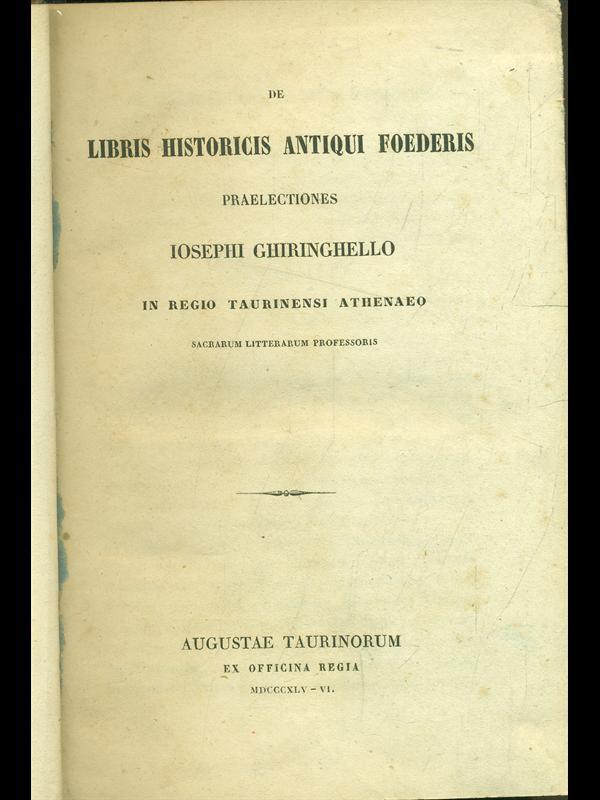 DE
LIBRIS HISTORICIS ANTIQUI FOEDERIS
PRAELECTIONES
IOSEPHI GHIRINGHELLO
IN REGIO TAURINENSI ATHENAEO
SACRARUM LITTERARUM PROFESSORIS
AUGUSTAE TAURINORUM
EX OFFICINA REGIA
MDCCCXLV – VI.